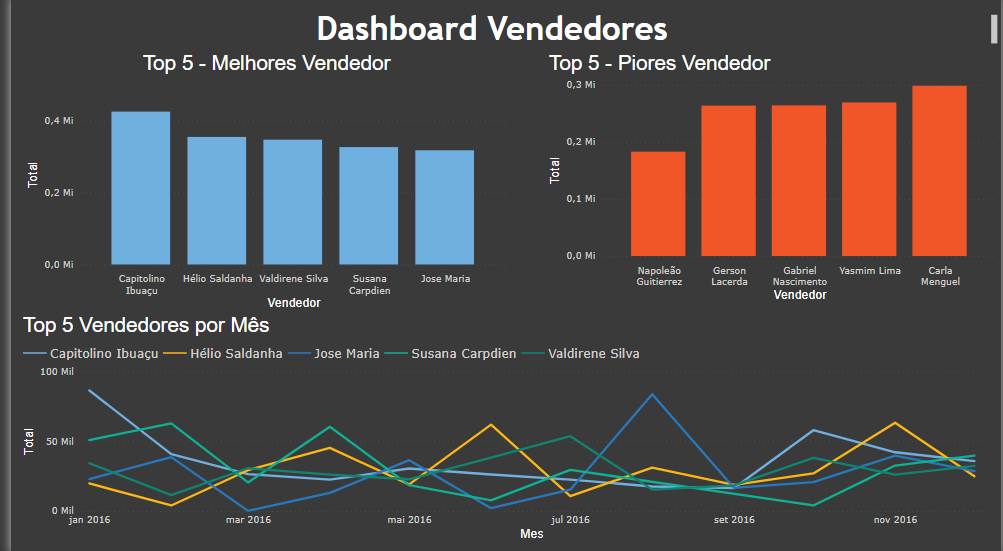 Dashboard Vendedores
Top 5 - Melhores Vendedor
0,4 Mi
0,2 Mi
0,0 Mi
Total
Capitolino Ibuaçu
Hélio Saldanha
Valdirene Silva
Susana Carpdien
Jose Maria
Vendedor
Top 5 - Piores Vendedor
0,3 Mi
0,2 Mi
0,1 Mi
0,0 Mi
Total
Napoleão Guitierrez
Gerson Lacerda
Gabriel Nascimento
Yasmim Lima
Carla Menguel
Vendedor
Top 5 Vendedores por Mês
Capitolino Ibuaçu Hélio Saldanha Jose Maria Susana Carpdien Valdirene Silva
100 Mil
50 Mil
0 Mil
Total
jan 2016 mar 2016 mai 2016 jul 2016 set 2016 nov 2016
Mes